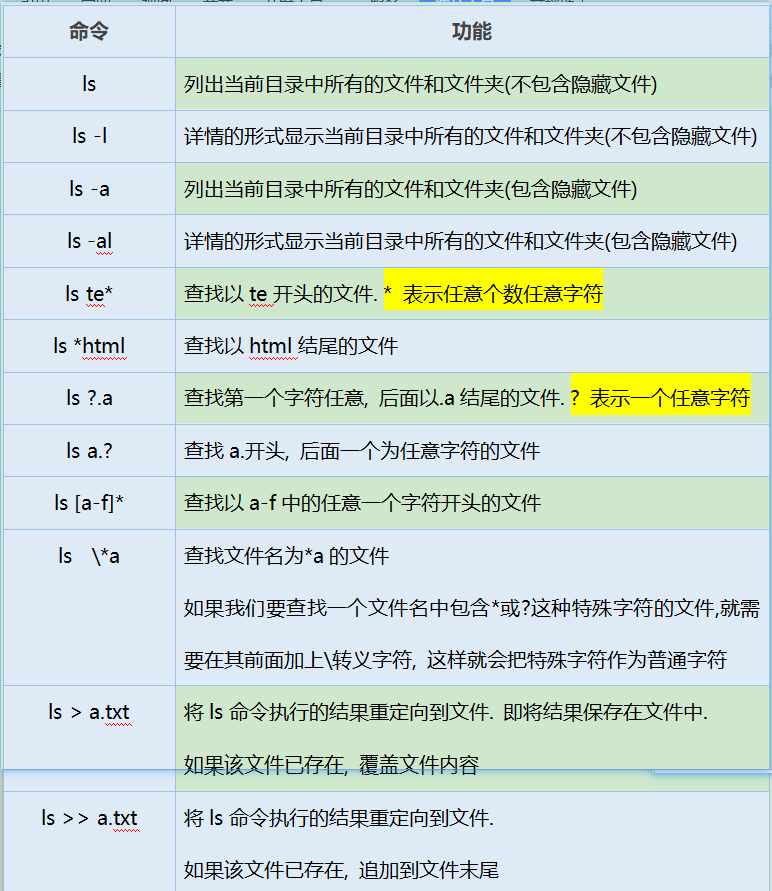 命令 功能
ls 列出当前目录中所有的文件和文件夹(不包含隐藏文件)
ls -l 详情的形式显示当前目录中所有的文件和文件夹(不包含隐藏文件)
ls -a 列出当前目录中所有的文件和文件夹(包含隐藏文件)
ls -al 详情的形式显示当前目录中所有的文件和文件夹(包含隐藏文件)
ls te* 查找以 te 开头的文件. * 表示任意个数任意字符
ls *html 查找以 html 结尾的文件
ls ?.a 查找第一个字符任意, 后面以.a 结尾的文件. ? 表示一个任意字符
ls a.? 查找 a.开头, 后面一个为任意字符的文件
ls [a-f]* 查找以 a-f 中的任意一个字符开头的文件
ls \*a 查找文件名为*a 的文件
如果我们要查找一个文件名中包含*或?这种特殊字符的文件,就需
要在其前面加上\转义字符, 这样就会把特殊字符作为普通字符
ls > a.txt 将 ls 命令执行的结果重定向到文件. 即将结果保存在文件中.
如果该文件已存在, 覆盖文件内容
ls >> a.txt 将 ls 命令执行的结果重定向到文件.
如果该文件已存在, 追加到文件末尾